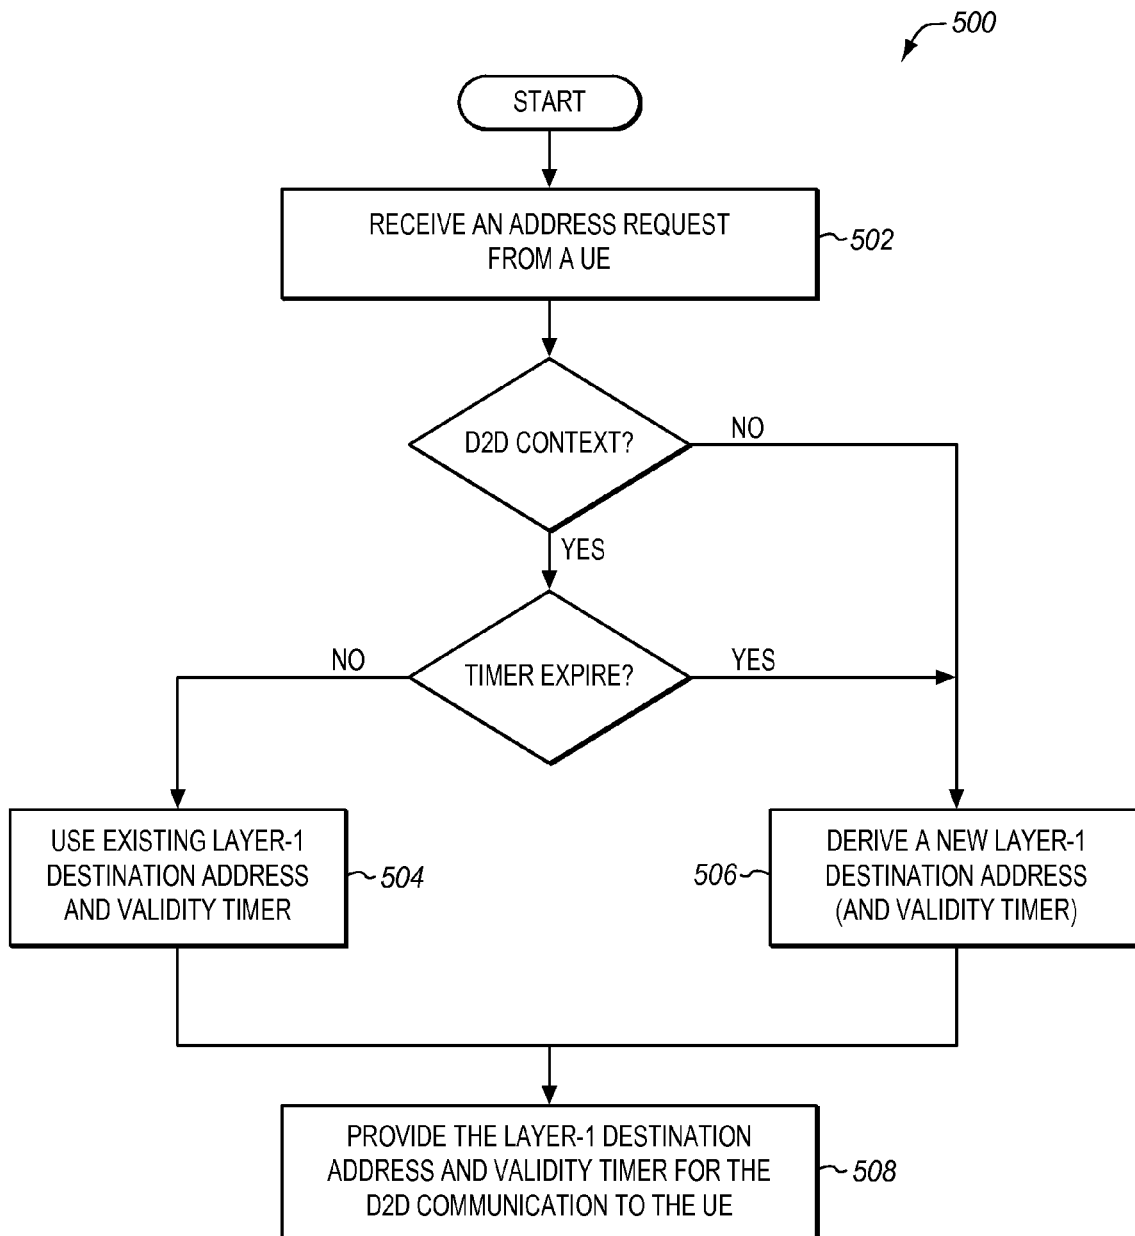 500
START
RECEIVE AN ADDRESS REQUEST
FROM A UE
502
D2D CONTEXT?
NO
YES
TIMER EXPIRE?
NO
YES
USE EXISTING LAYER-1
DESTINATION ADDRESS
AND VALIDITY TIMER
504
506
DERIVE A NEW LAYER-1
DESTINATION ADDRESS
(AND VALIDITY TIMER)
PROVIDE THE LAYER-1 DESTINATION
ADDRESS AND VALIDITY TIMER FOR THE
D2D COMMUNICATION TO THE UE
508